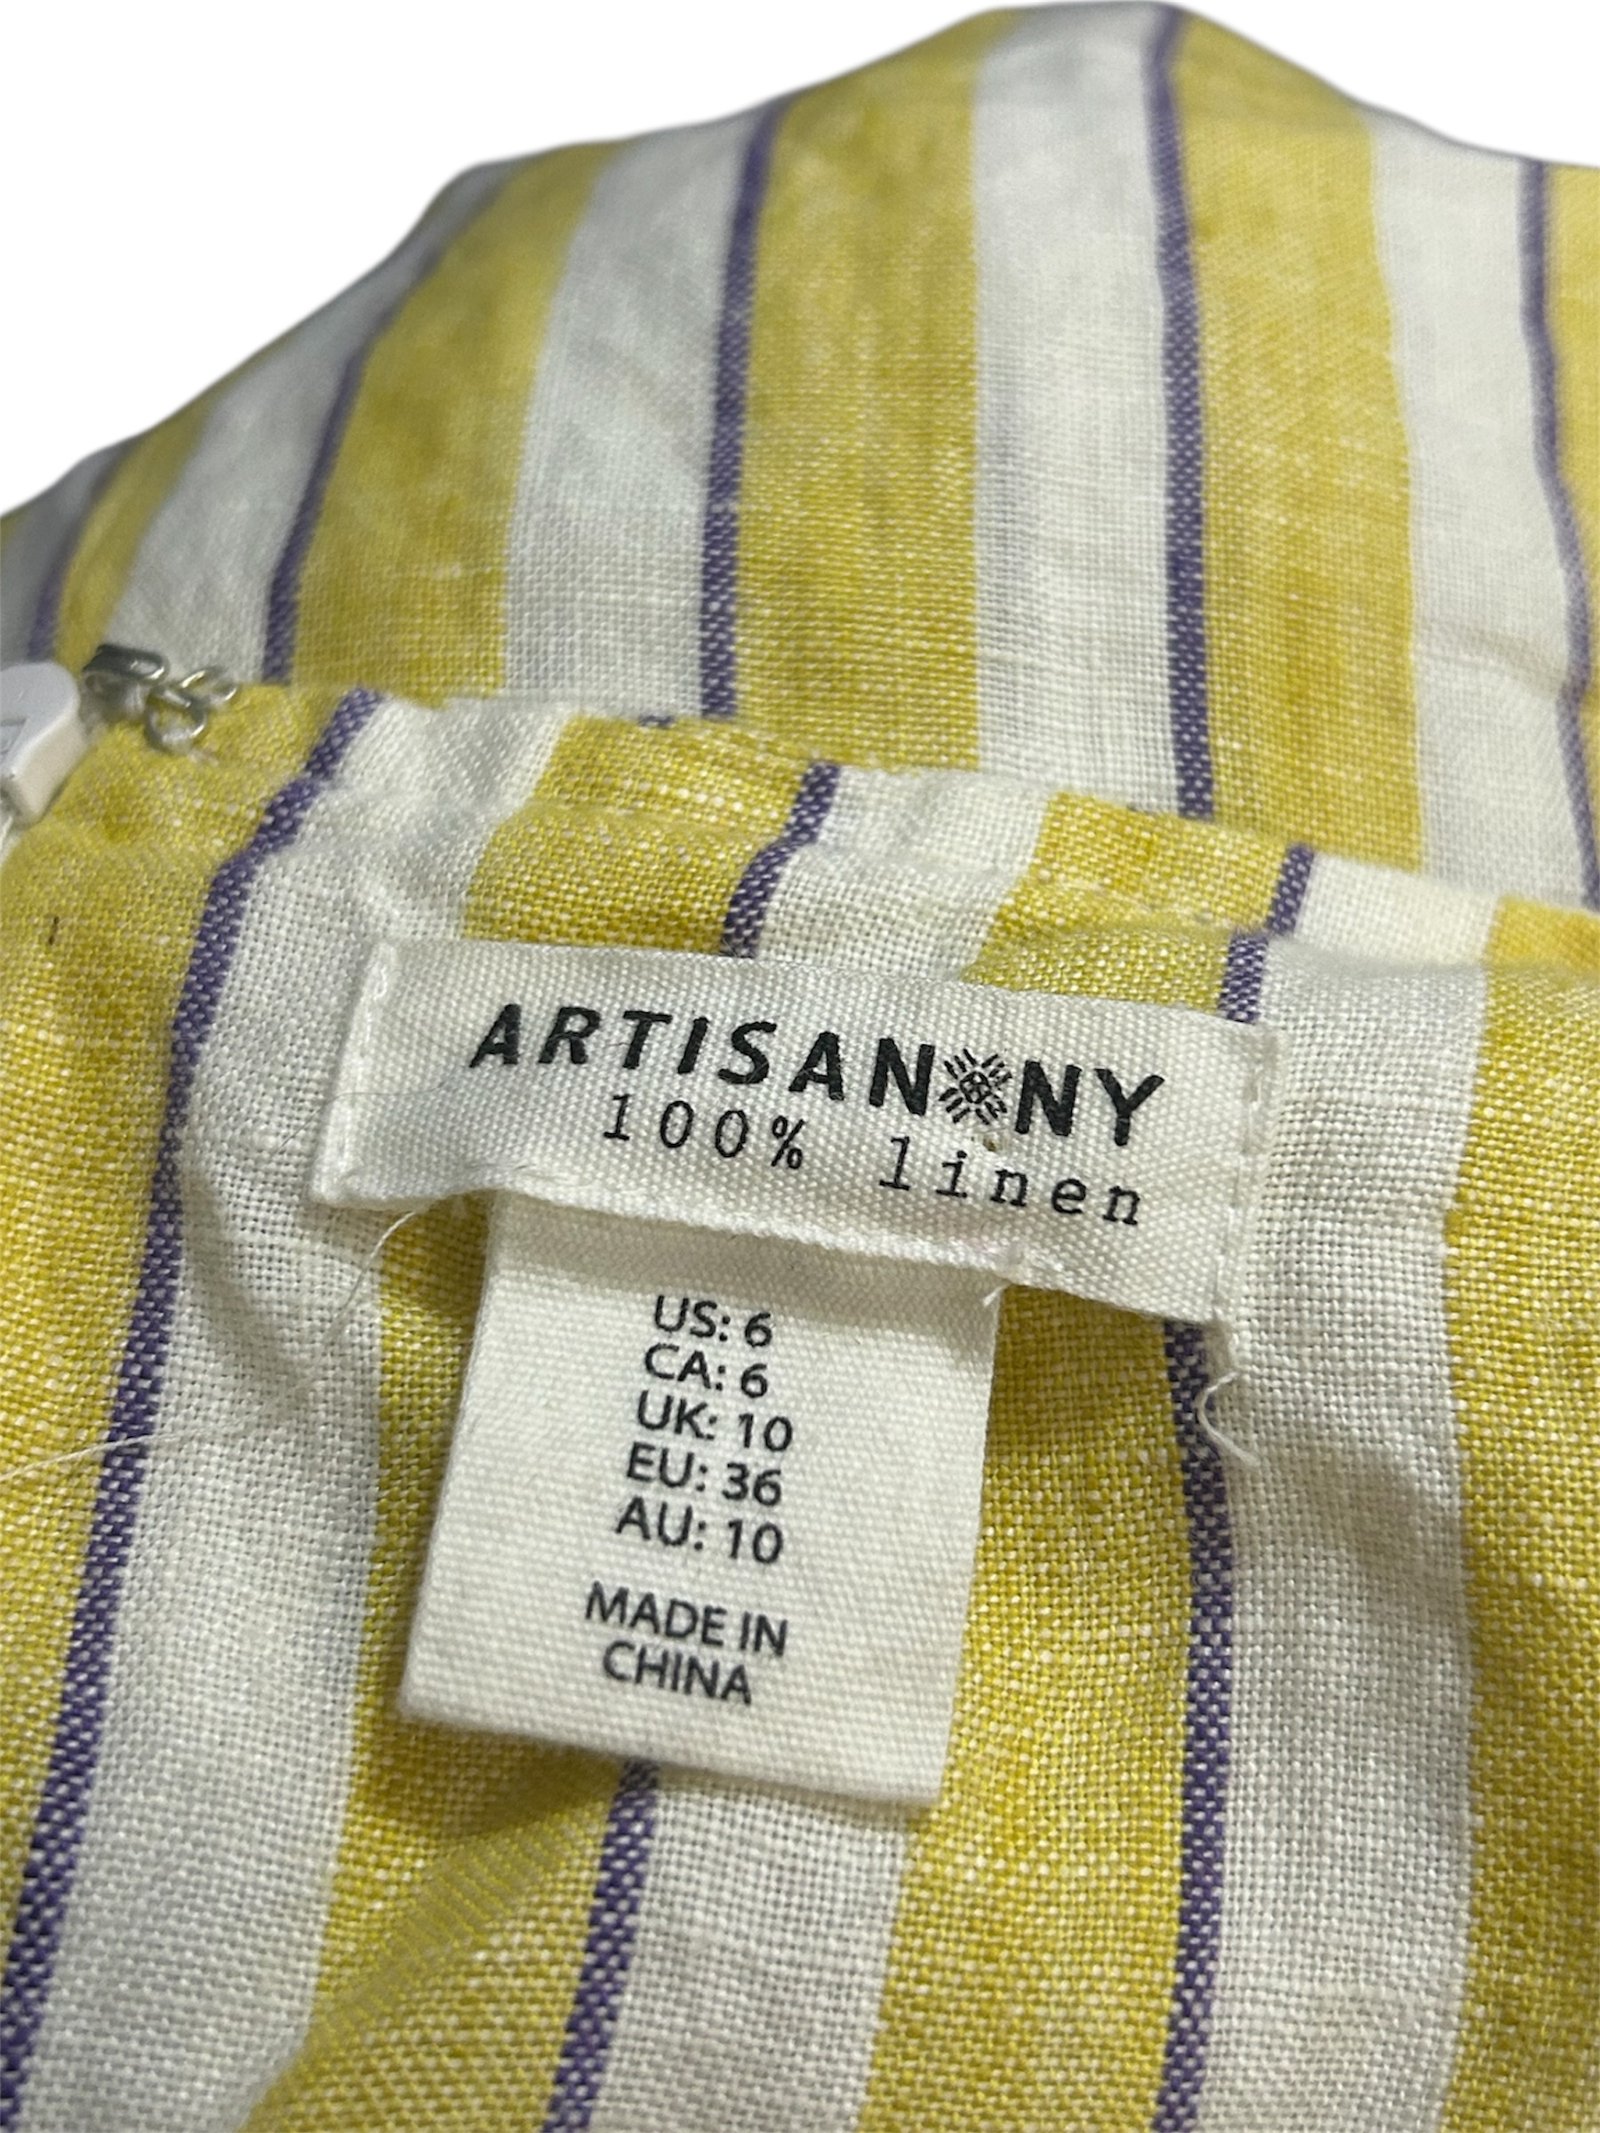 ARTISAN NY
100% linen
US: 6
CA: 6
UK: 10
EU: 36
AU: 10
MADE IN
CHINA